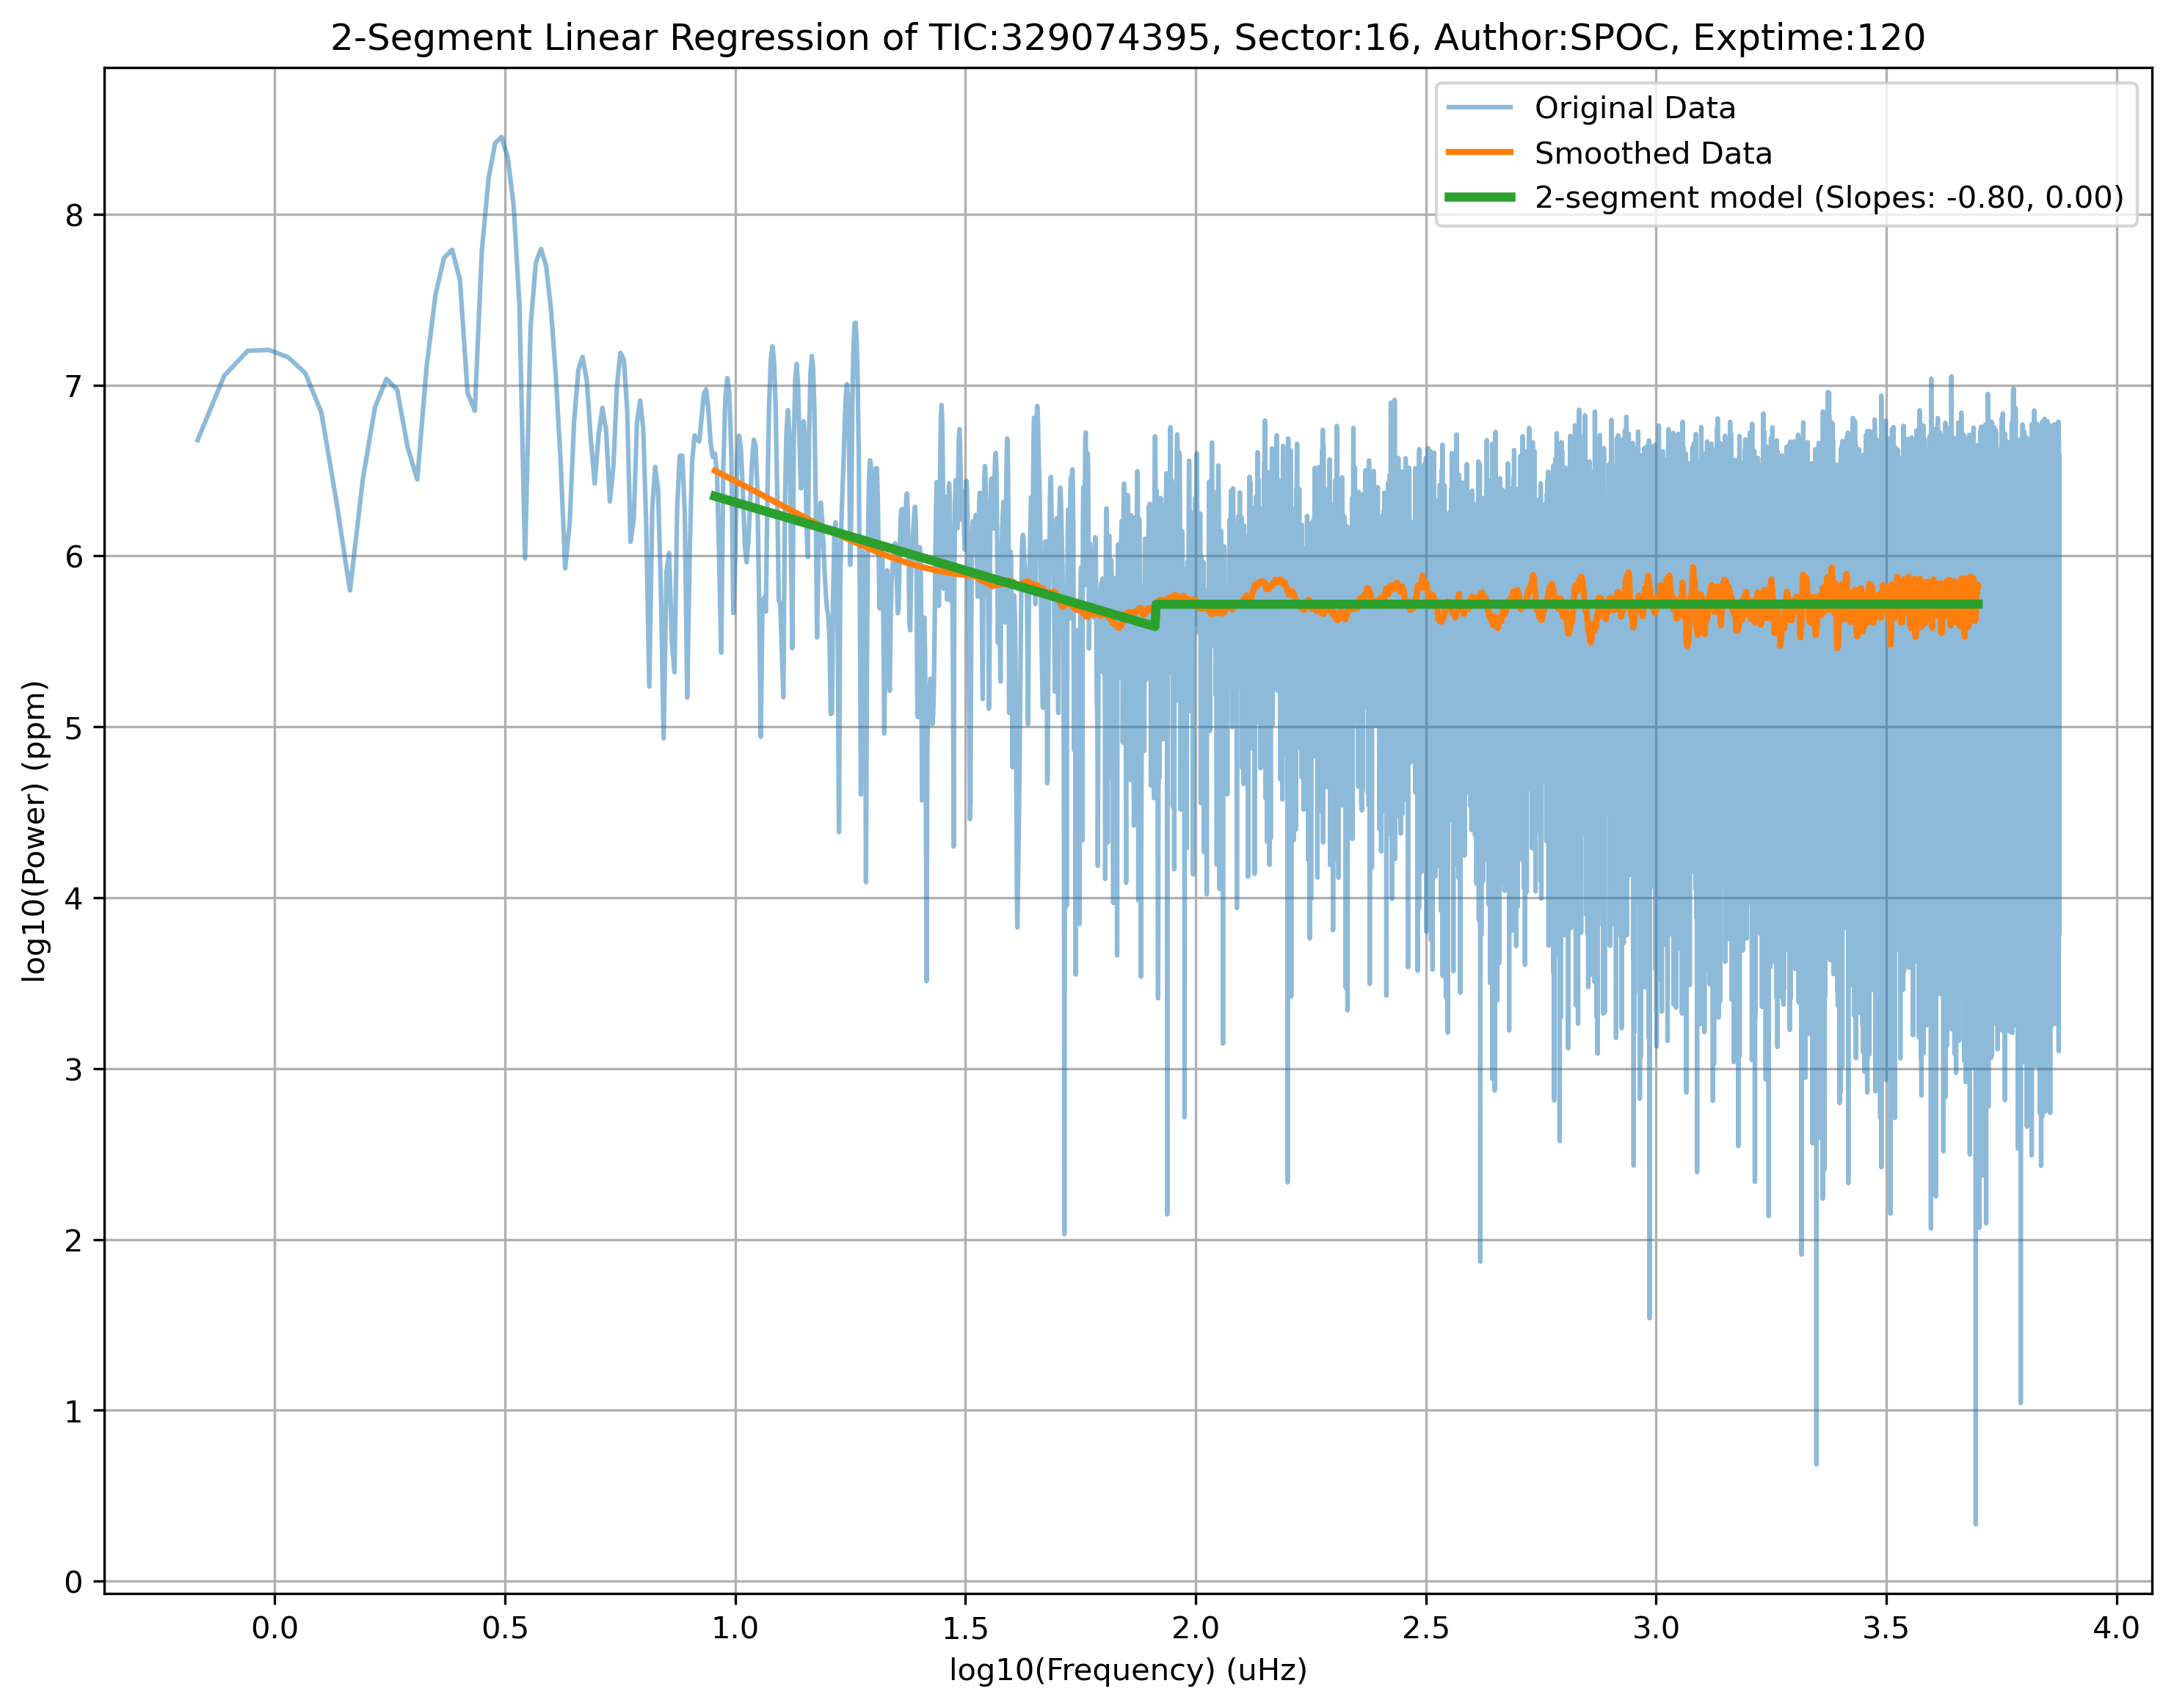 2-Segment Linear Regression of TIC:329074395, Sector:16, Author:SPOC, Exptime:120
Original Data
Smoothed Data
2-segment model (Slopes: -0.80, 0.00)
log10(Power) (ppm)
8
7
6
5
4
3
2
1
0
0.0 0.5 1.0 1.5 2.0 2.5 3.0 3.5 4.0
log10(Frequency) (uHz)